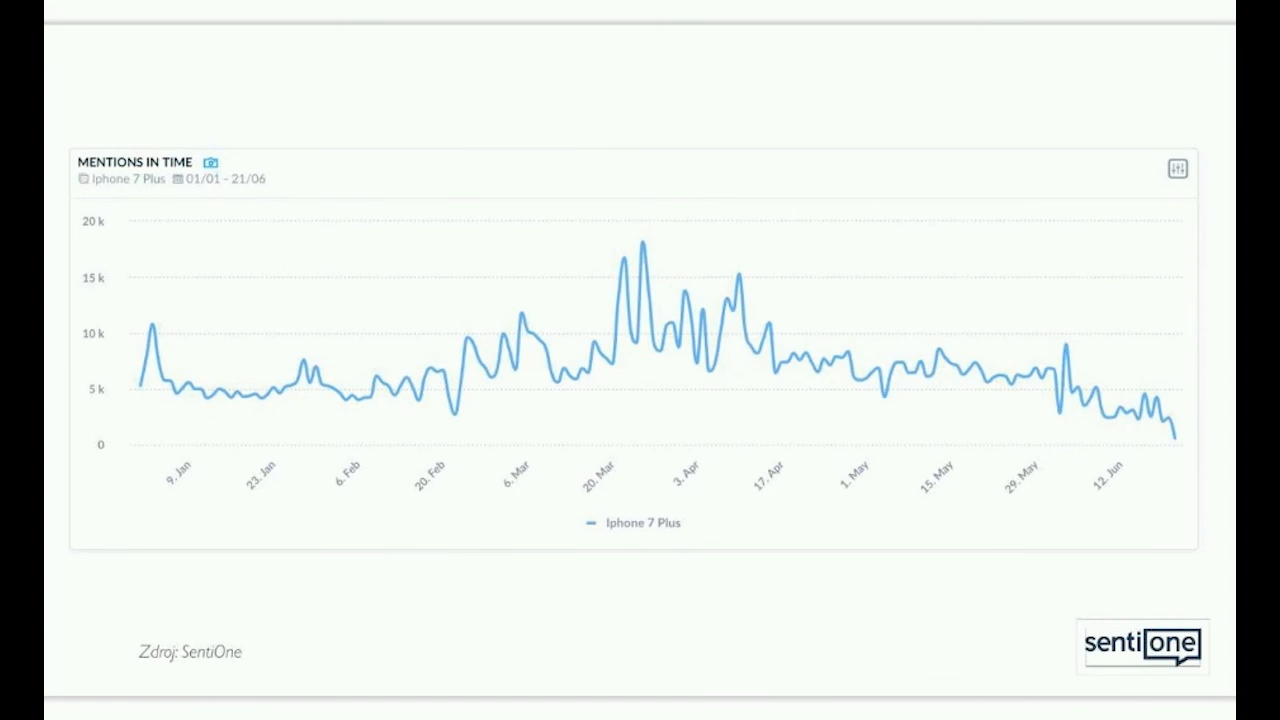 MENTIONS IN TIME
Iphone 7 Plus 01/01 - 21/06
20 k
15 k
10 k
5 k
0
9. Jan 23. Jan 6. Feb 20. Feb 6. Mar 20. Mar 3. Apr 17. Apr 1. May 15. May 29. May 12. Jun
Iphone 7 Plus
Zdroj: SentiOne
sentione